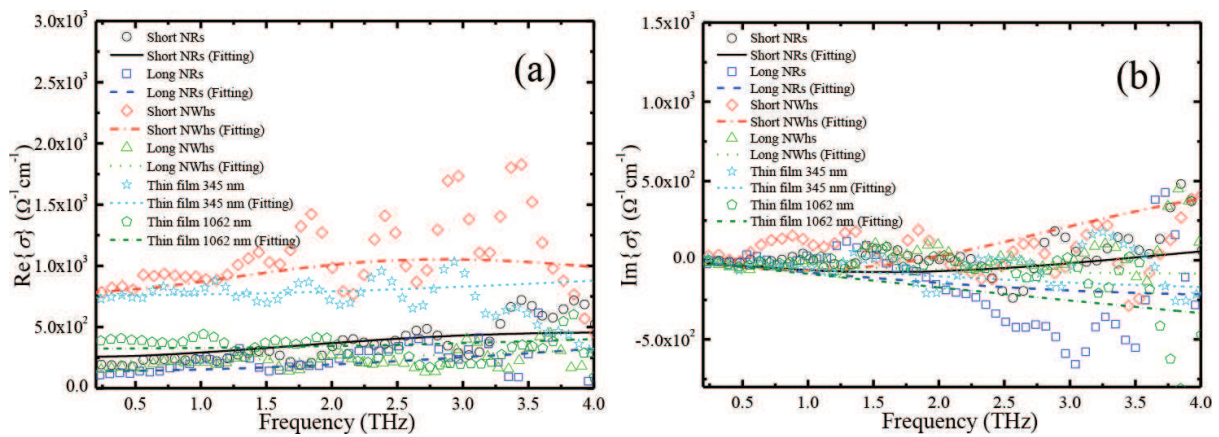 3.0x10³
2.5x10³
2.0x10³
1.5x10³
1.0x10³
5.0x10²
0.0
Re{σ} (Ω⁻¹cm⁻¹)
Short NRs
Short NRs (Fitting)
Long NRs
Long NRs (Fitting)
Short NWhs
Short NWhs (Fitting)
Long NWhs
Long NWhs (Fitting)
Thin film 345 nm
Thin film 345 nm (Fitting)
Thin film 1062 nm
Thin film 1062 nm (Fitting)
(a)
0.5 1.0 1.5 2.0 2.5 3.0 3.5 4.0
Frequency (THz)
1.5x10³
1.0x10³
5.0x10²
0.0
-5.0x10²
Im{σ} (Ω⁻¹cm⁻¹)
Short NRs
Short NRs (Fitting)
Long NRs
Long NRs (Fitting)
Short NWhs
Short NWhs (Fitting)
Long NWhs
Long NWhs (Fitting)
Thin film 345 nm
Thin film 345 nm (Fitting)
Thin film 1062 nm
Thin film 1062 nm (Fitting)
(b)
0.5 1.0 1.5 2.0 2.5 3.0 3.5 4.0
Frequency (THz)